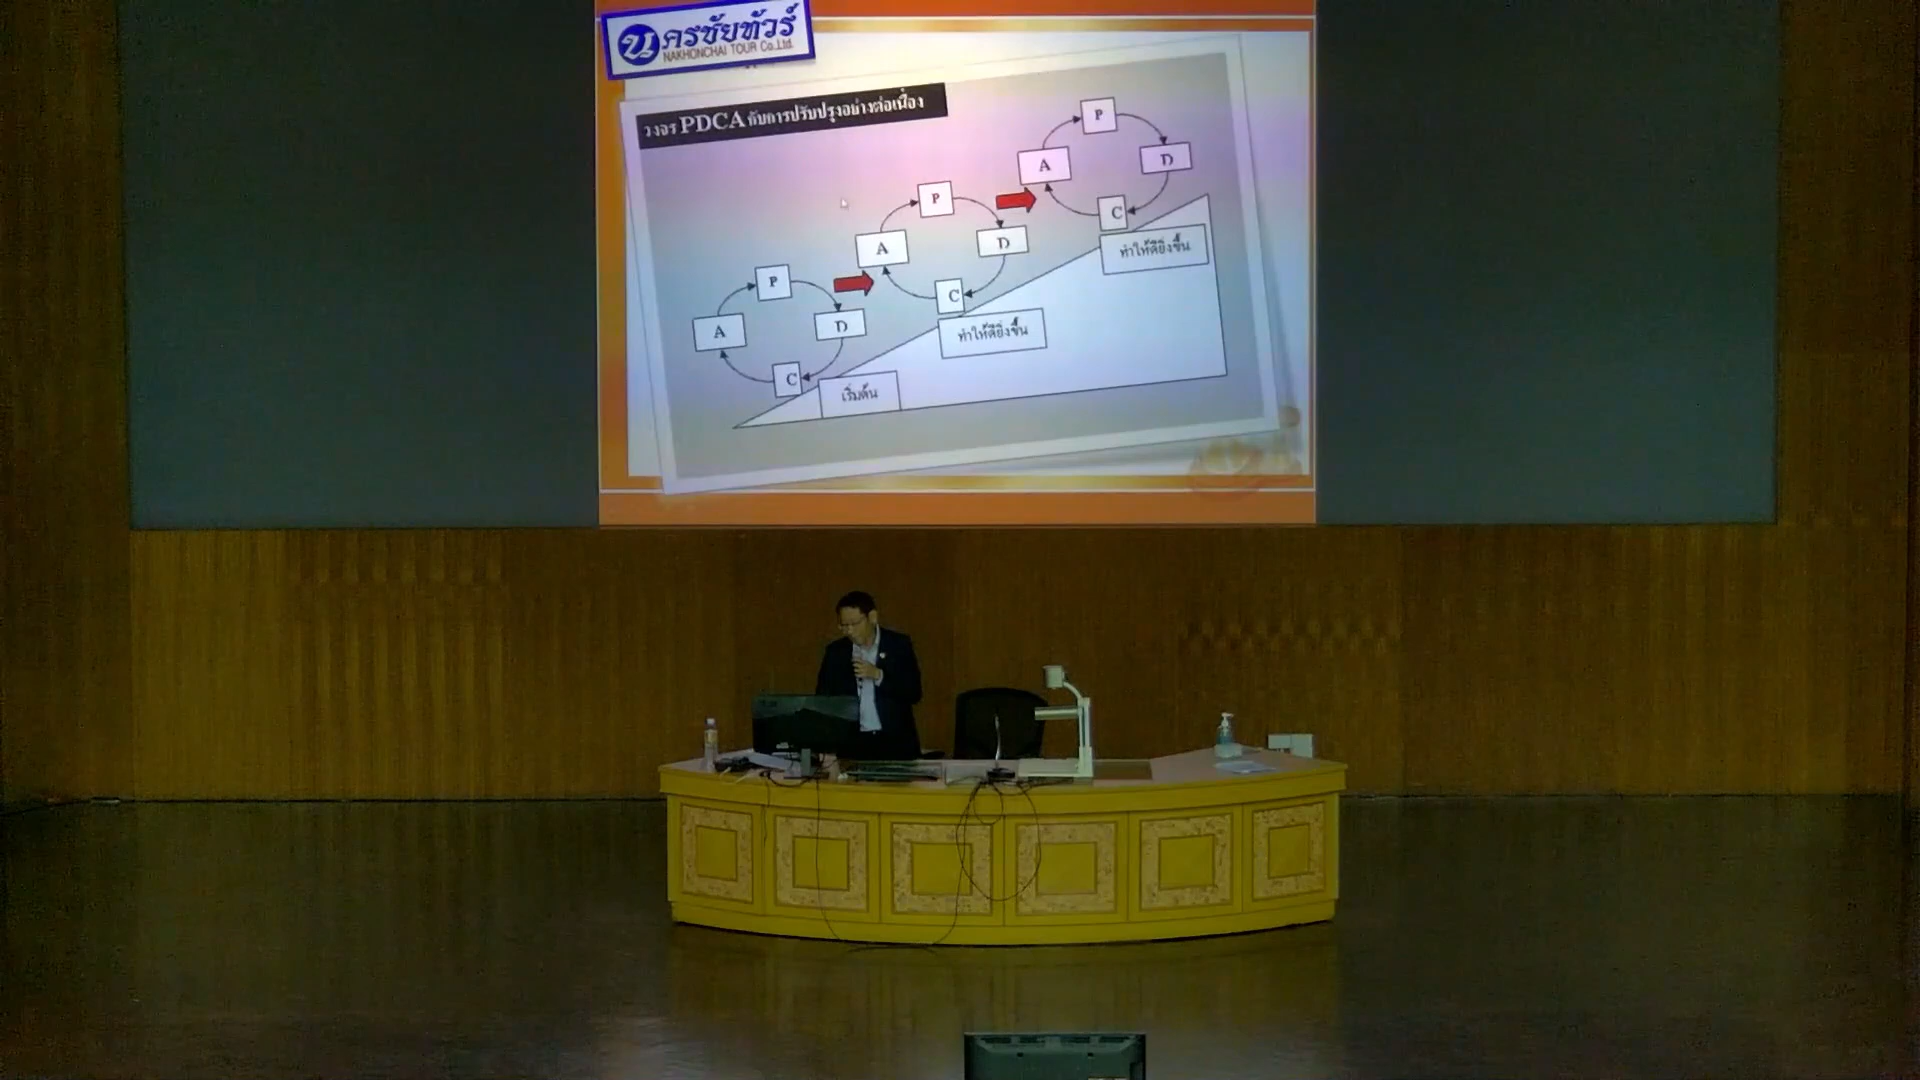 นครชัยทัวร์
NAKHONCHAI TOUR Co.,Ltd.
วงจร PDCA กับการปรับปรุงอย่างต่อเนื่อง
P
A
D
C
ทำให้ดียิ่งขึ้น
P
A
D
C
ทำให้ดียิ่งขึ้น
P
A
D
C
เริ่มต้น